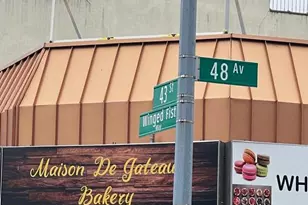 48 Av
43 St
Winged Fist
Maison De Gateau
Bakery
WH